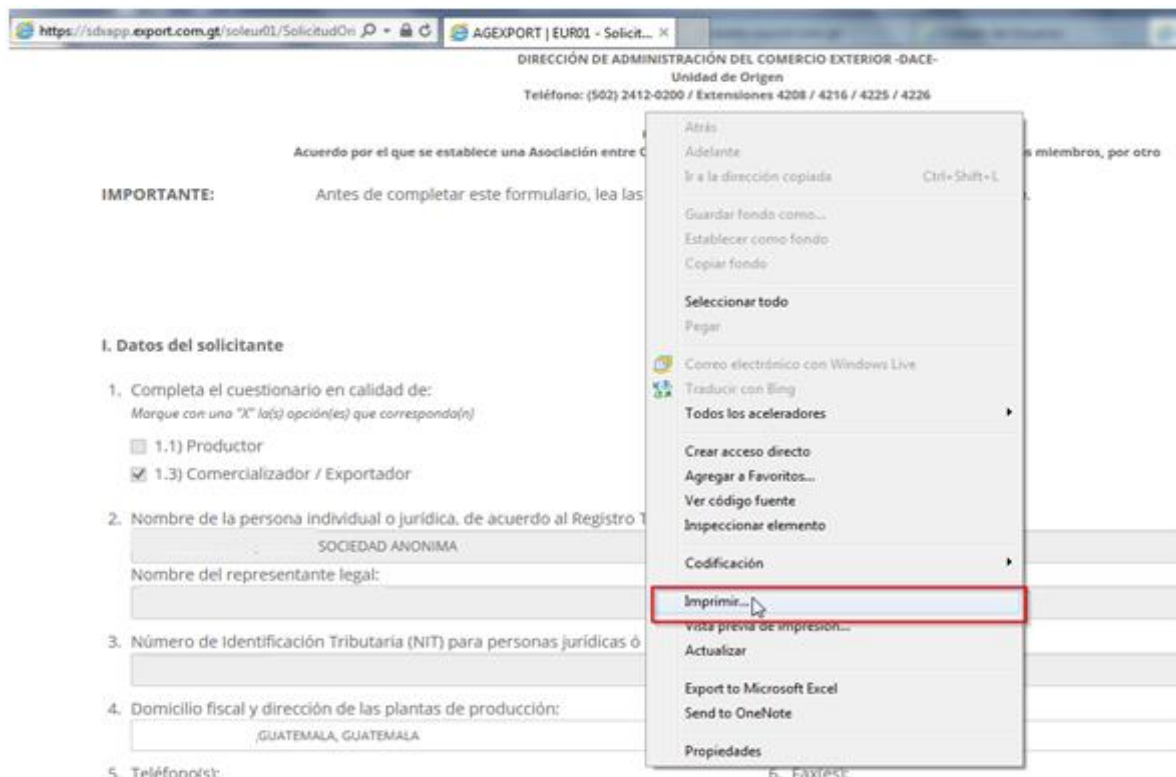 https://sdxapp.export.com.gt/soleur01/SolicitudOn
AGEXPORT | EUR01 - Solicit...
DIRECCIÓN DE ADMINISTRACIÓN DEL COMERCIO EXTERIOR -DACE-
Unidad de Origen
Teléfono: (502) 2412-0200 / Extensiones 4208 / 4216 / 4225 / 4226
Acuerdo por el que se establece una Asociación entre C
s miembros, por otro
IMPORTANTE: Antes de completar este formulario, lea las
I. Datos del solicitante
1. Completa el cuestionario en calidad de:
Marque con una "X" la(s) opción(es) que corresponda(n)
1.1) Productor
1.3) Comercializador / Exportador
2. Nombre de la persona individual o jurídica, de acuerdo al Registro T
SOCIEDAD ANONIMA
Nombre del representante legal:
3. Número de Identificación Tributaria (NIT) para personas jurídicas ó
4. Domicilio fiscal y dirección de las plantas de producción:
,GUATEMALA, GUATEMALA
5. Teléfono(s):
6. Fax(es):
Atrás
Adelante
Ir a la dirección copiada Ctrl+Shift+L
Guardar fondo como...
Establecer como fondo
Copiar fondo
Seleccionar todo
Pegar
Correo electrónico con Windows Live
Traducir con Bing
Todos los aceleradores
Crear acceso directo
Agregar a Favoritos...
Ver código fuente
Inspeccionar elemento
Codificación
Imprimir...
Vista previa de impresión...
Actualizar
Export to Microsoft Excel
Send to OneNote
Propiedades